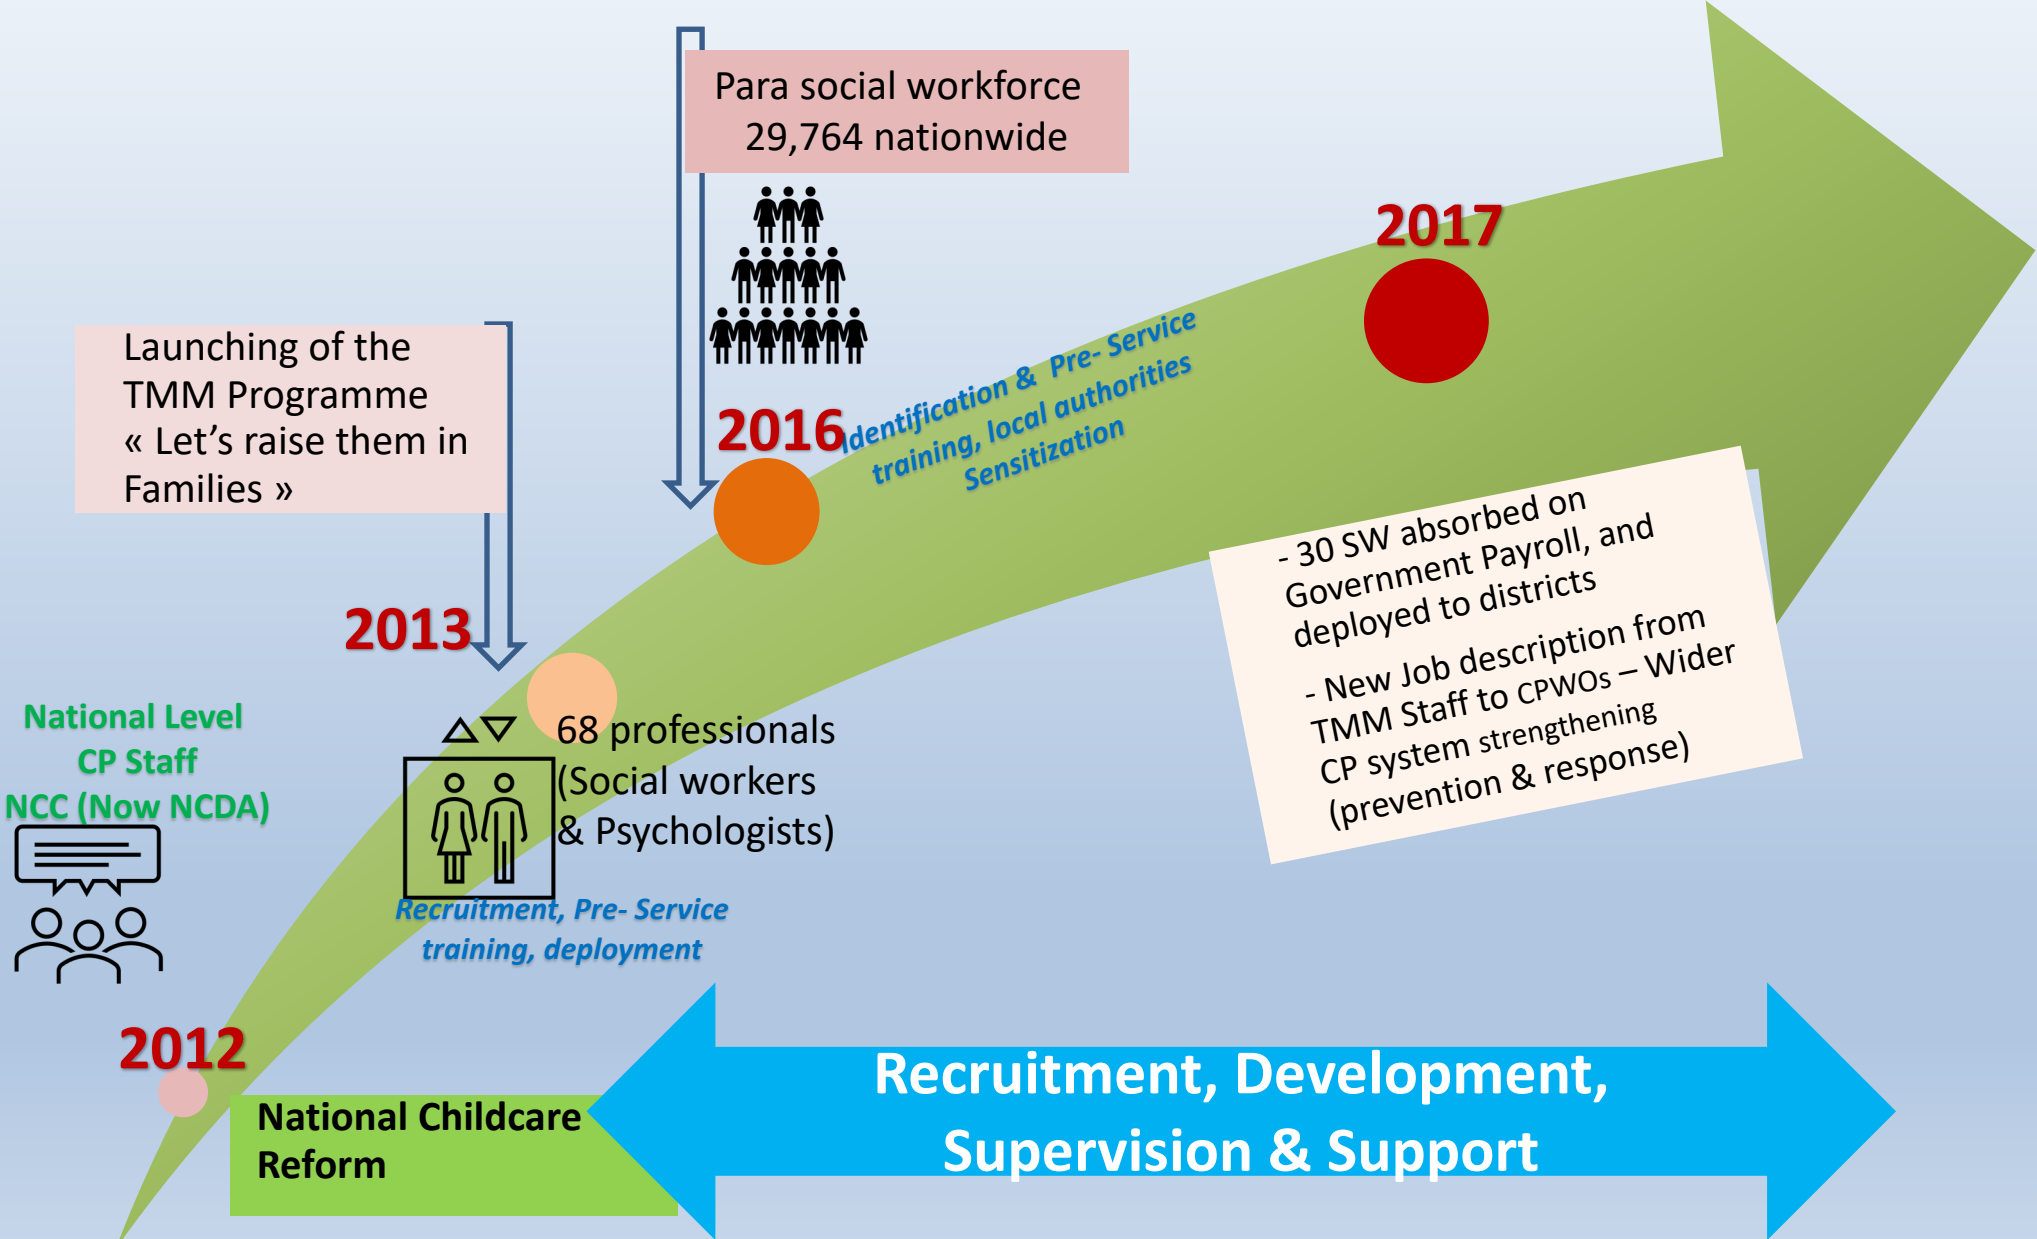 Para social workforce
29,764 nationwide
2017
Launching of the
TMM Programme
« Let’s raise them in
Families »
2016
Identification & Pre- Service
training, local authorities
Sensitization
- 30 SW absorbed on
Government Payroll, and
deployed to districts
- New Job description from
TMM Staff to CPWOs – Wider
CP system strengthening
(prevention & response)
2013
68 professionals
(Social workers
& Psychologists)
Recruitment, Pre- Service
training, deployment
National Level
CP Staff
NCC (Now NCDA)
2012
National Childcare
Reform
Recruitment, Development,
Supervision & Support